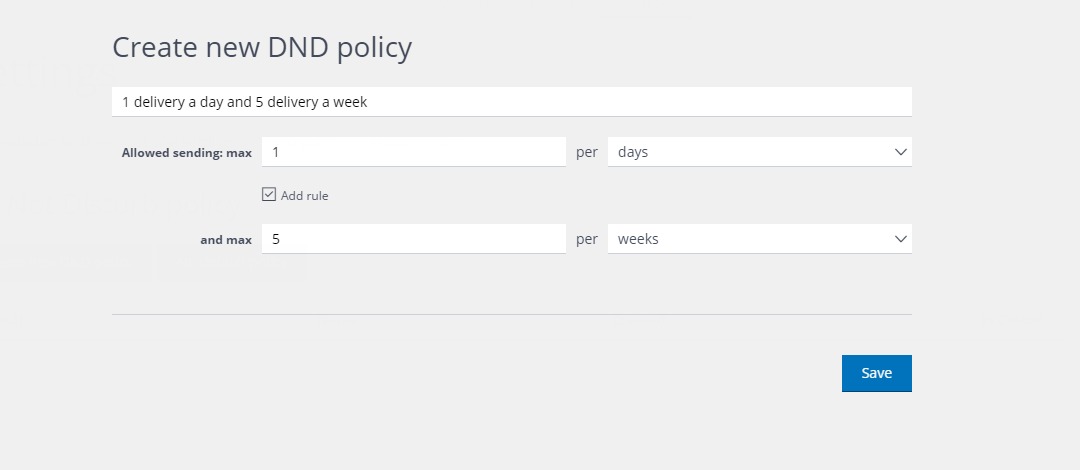 Create new DND policy
1 delivery a day and 5 delivery a week
Allowed sending: max 1 per days
Add rule
and max 5 per weeks
Save